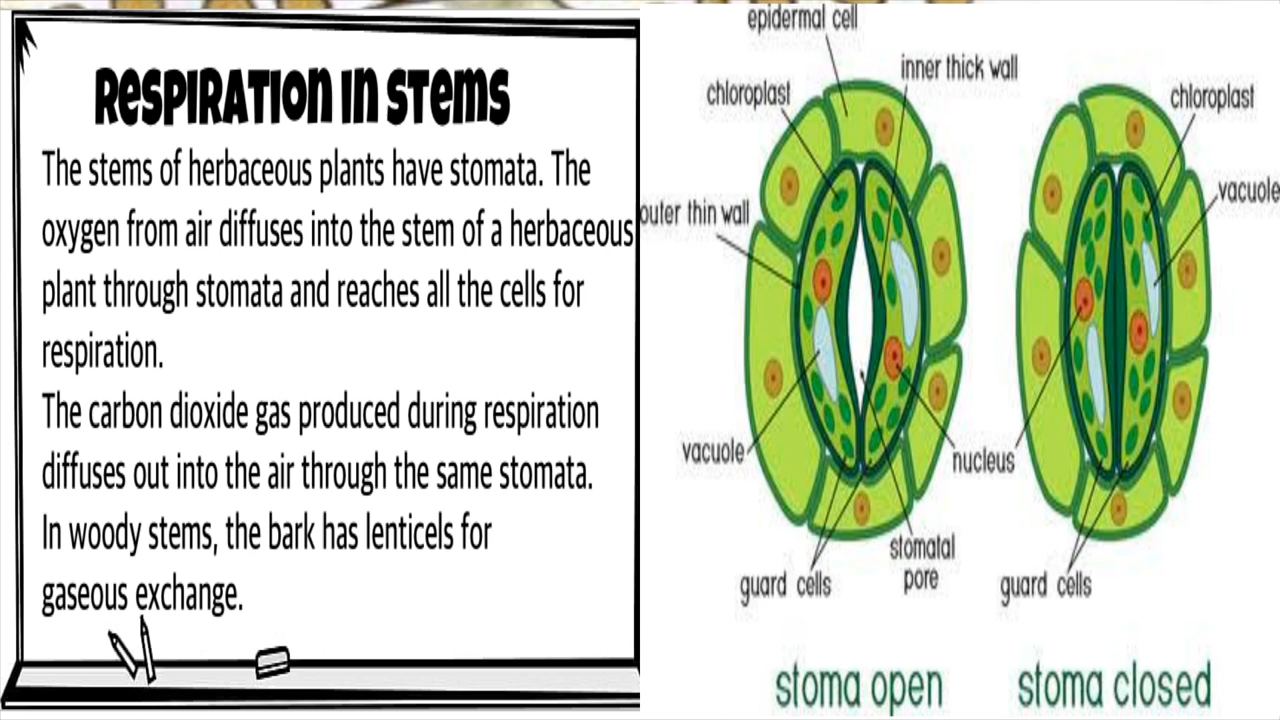 RESPIRATION IN STEMS
The stems of herbaceous plants have stomata. The
oxygen from air diffuses into the stem of a herbaceous
plant through stomata and reaches all the cells for
respiration.
The carbon dioxide gas produced during respiration
diffuses out into the air through the same stomata.
In woody stems, the bark has lenticels for
gaseous exchange.
epidermal cell
inner thick wall
chloroplast
outer thin wall
vacuole
nucleus
stomatal
pore
guard cells
stoma open
chloroplast
vacuole
guard cells
stoma closed